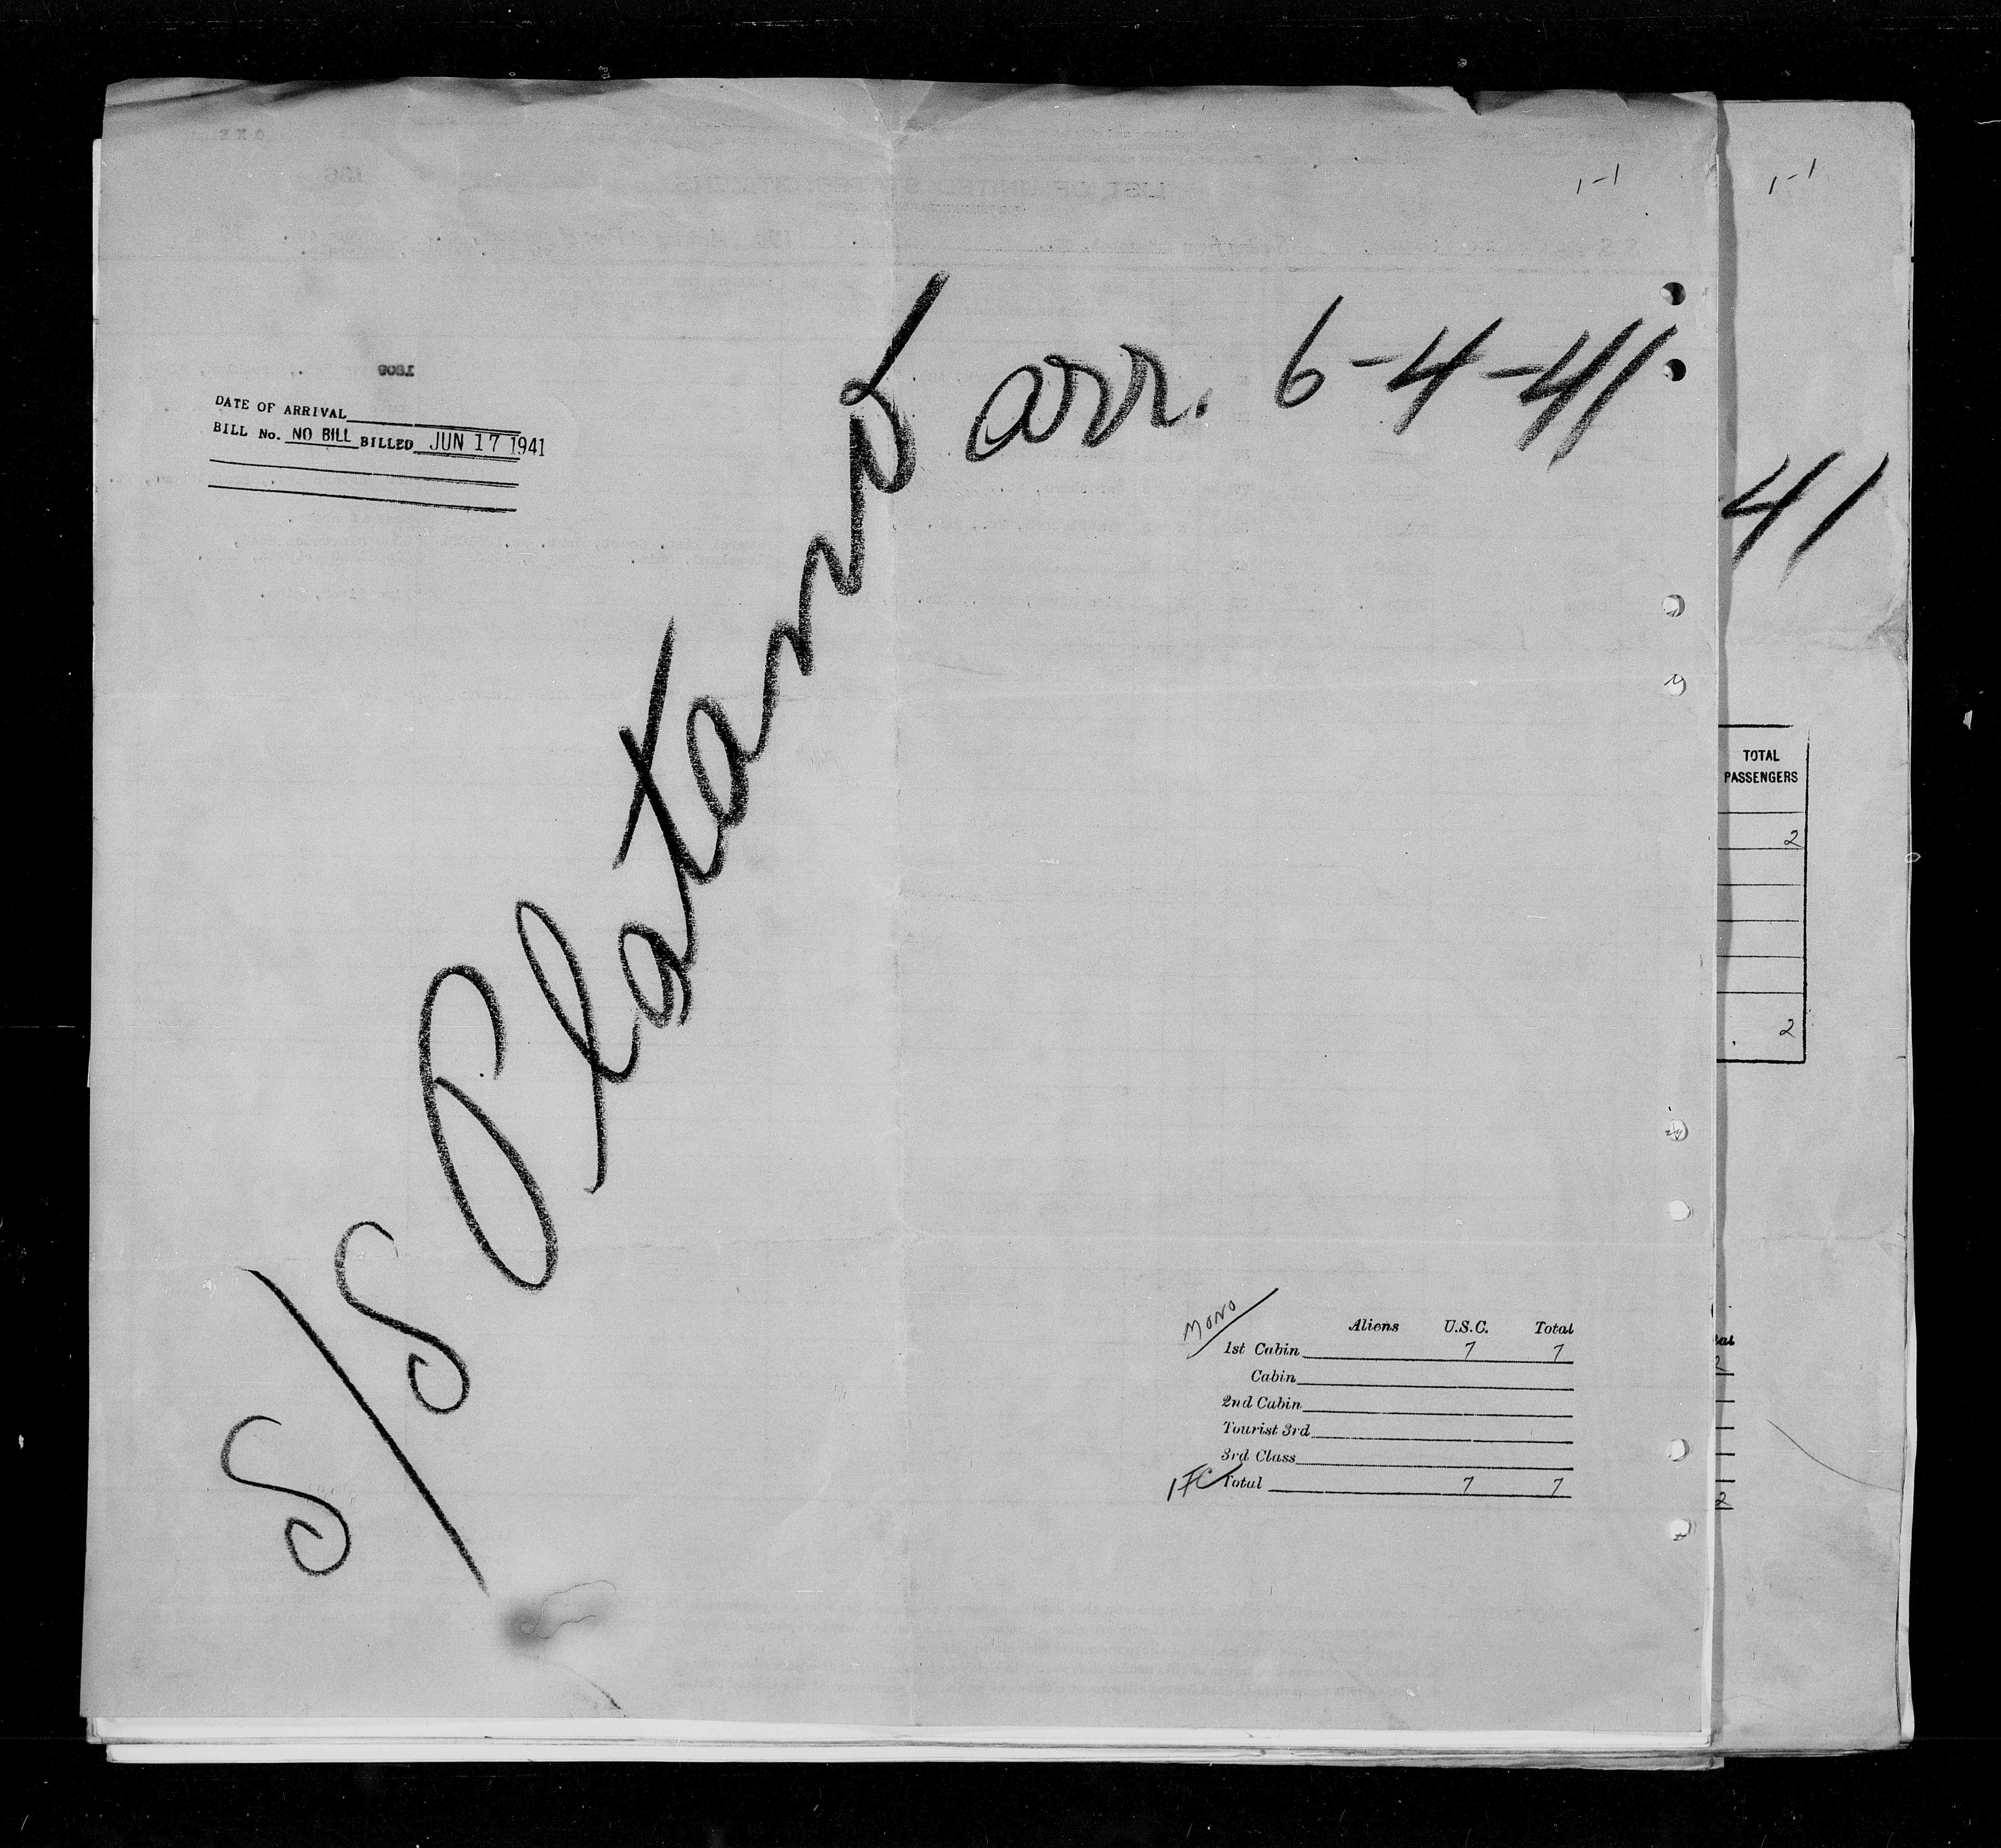 1-1
1-1
DATE OF ARRIVAL
BILL No. NO BILL BILLED JUN 17 1941
S/S Platano arr. 6-4-41
41
TOTAL
PASSENGERS
2
2
MONO
Aliens U.S.C. Total
1st Cabin 7 7
Cabin
2nd Cabin
Tourist 3rd
3rd Class
1FC Total 7 7
2
2